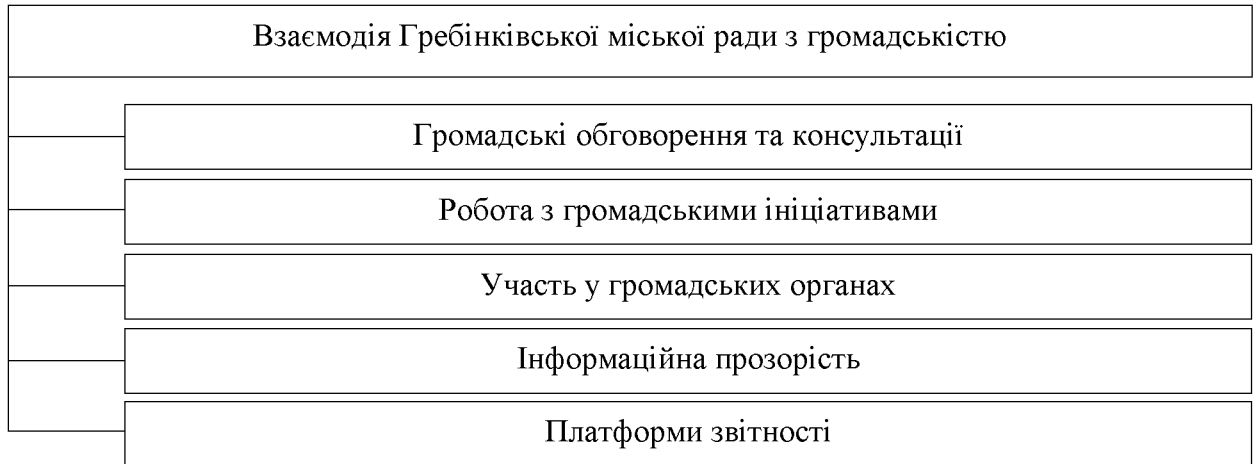 Взаємодія Гребінківської міської ради з громадськістю
Громадські обговорення та консультації
Робота з громадськими ініціативами
Участь у громадських органах
Інформаційна прозорість
Платформи звітності